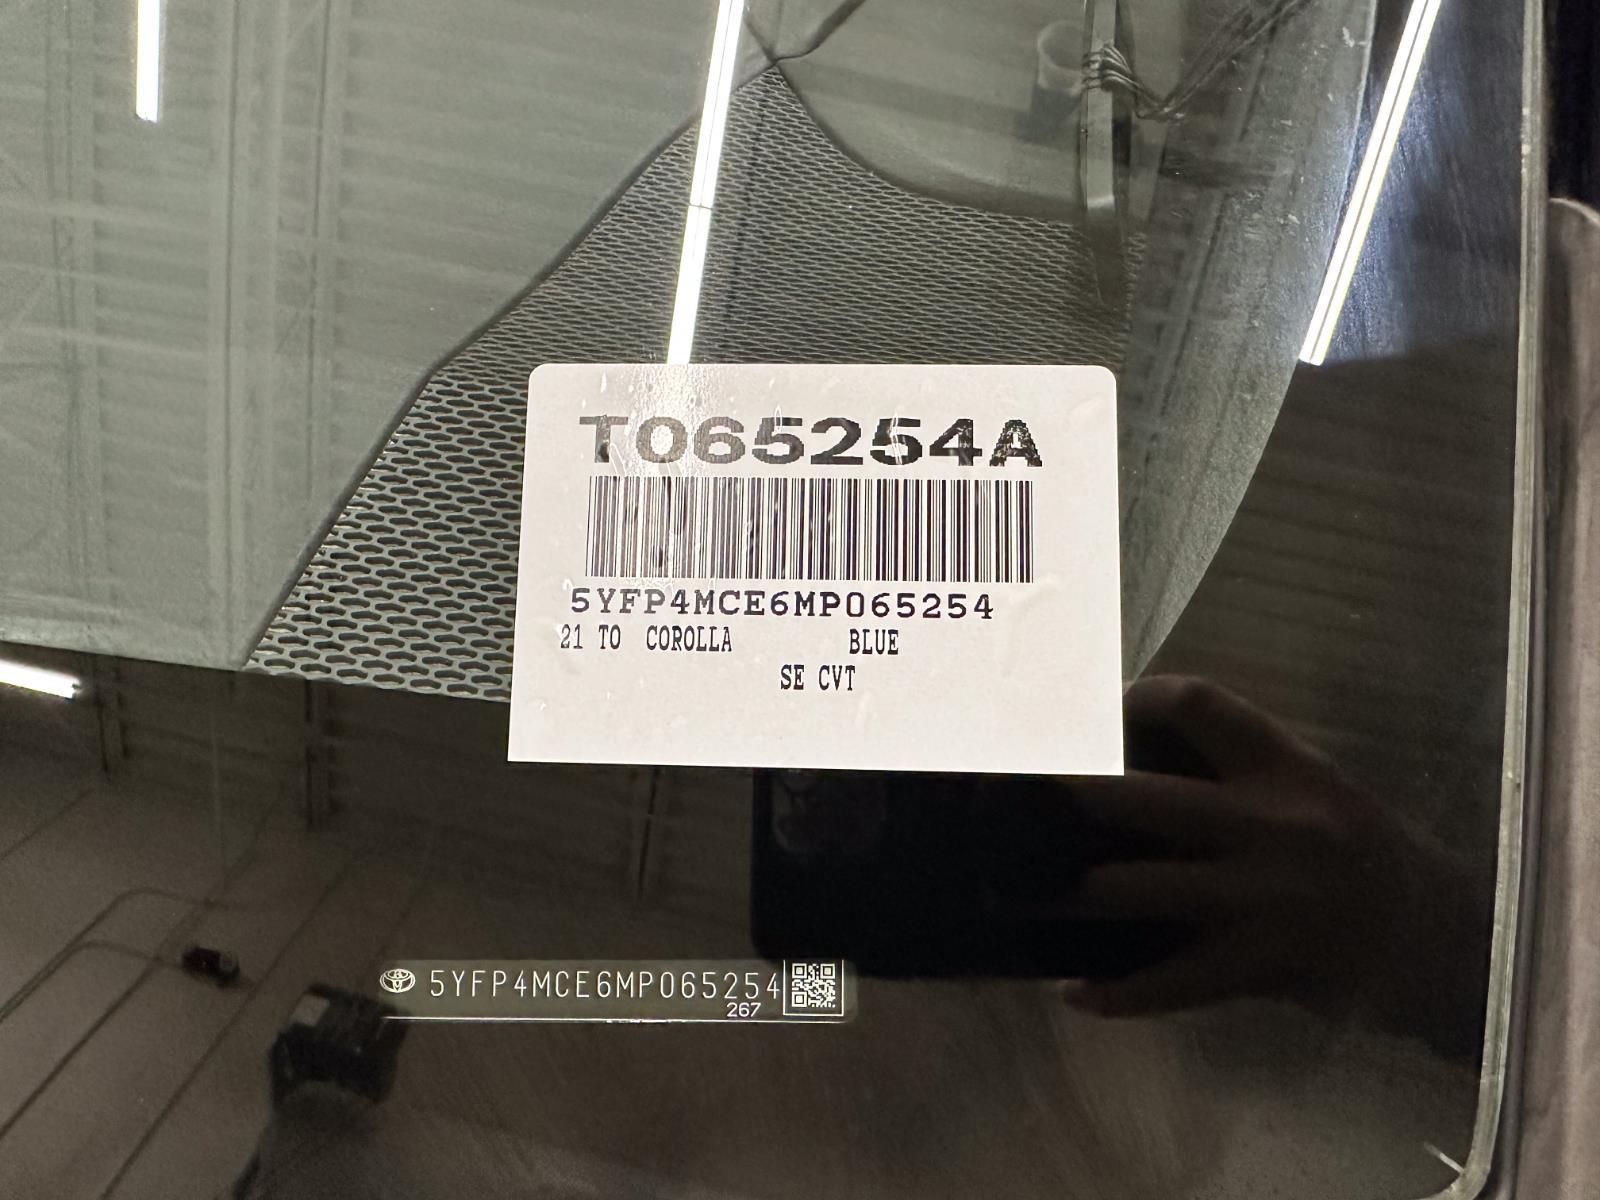 T065254A
5YFP4MCE6MP065254
21 TO COROLLA BLUE
SE CVT
5YFP4MCE6MP065254
267